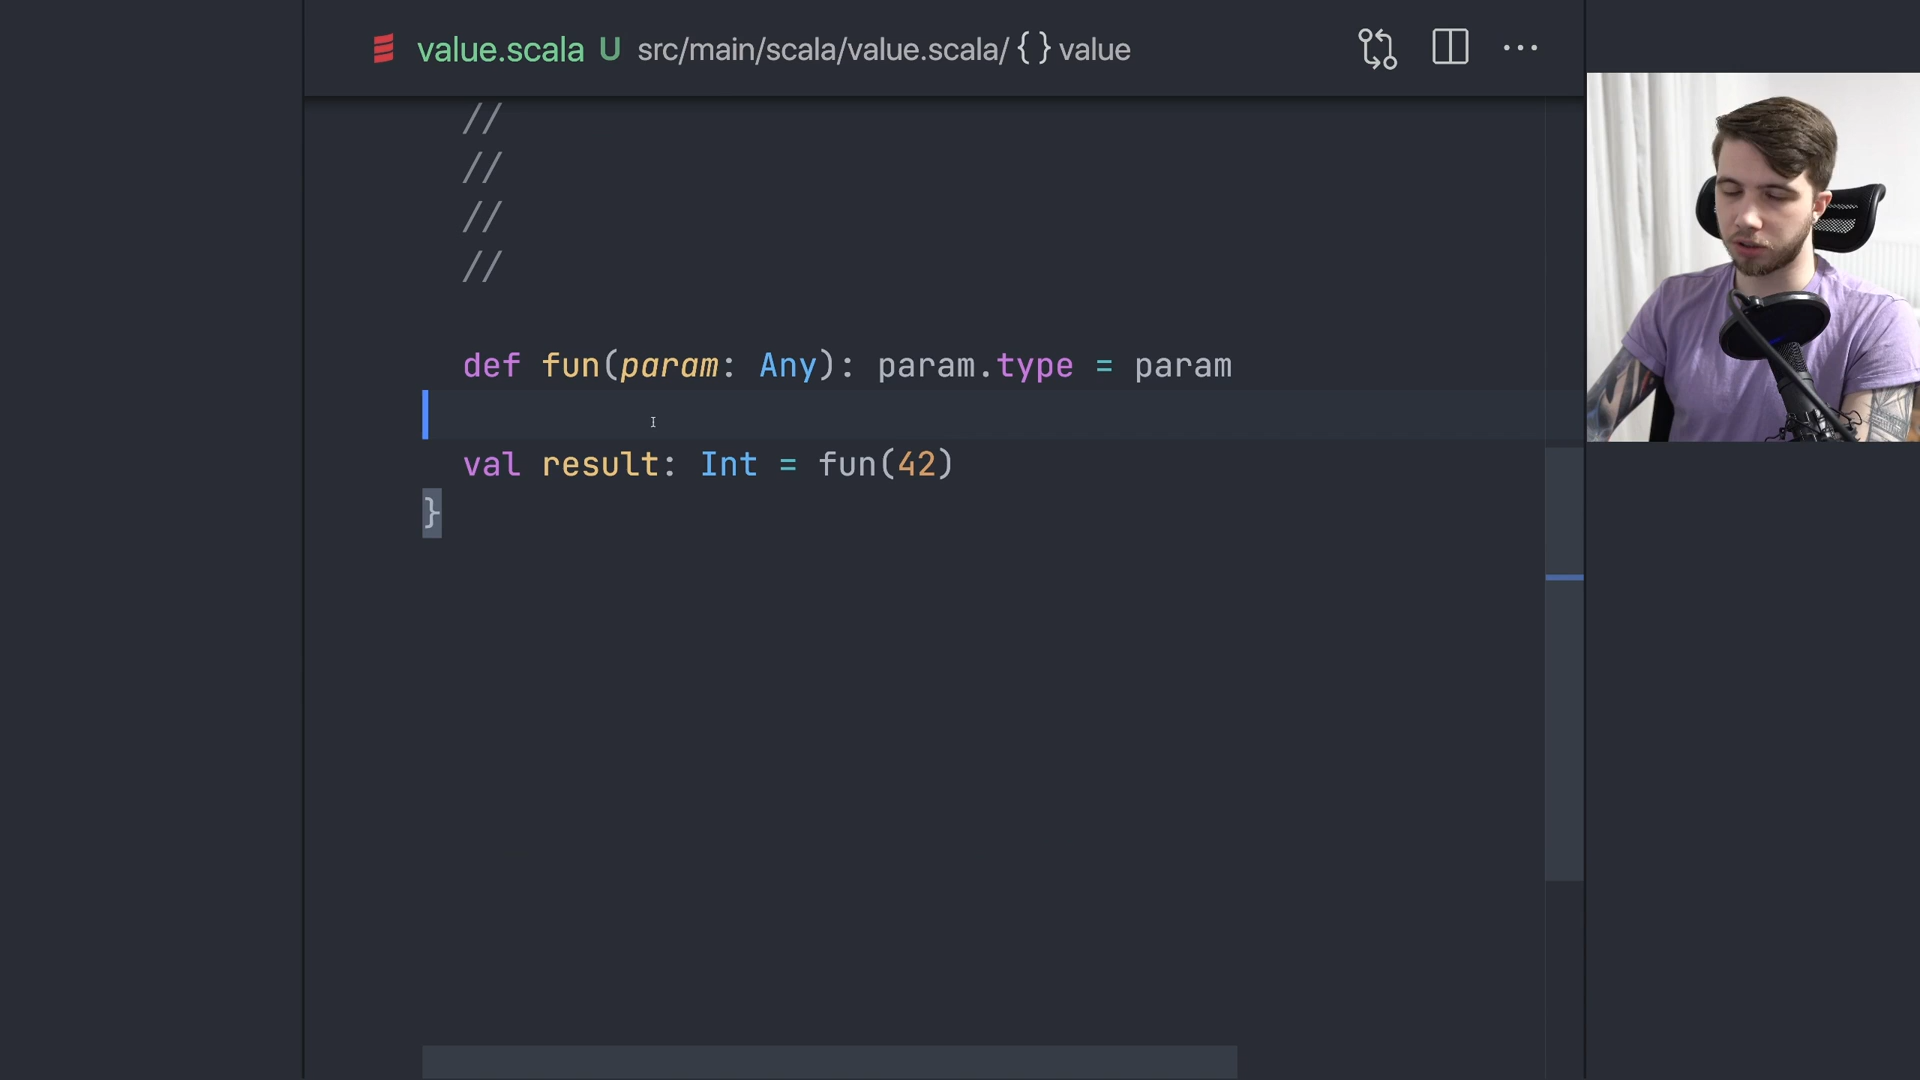 value.scala U src/main/scala/value.scala/ {} value
//
//
//
//
def fun(param: Any): param.type = param
val result: Int = fun(42)
}